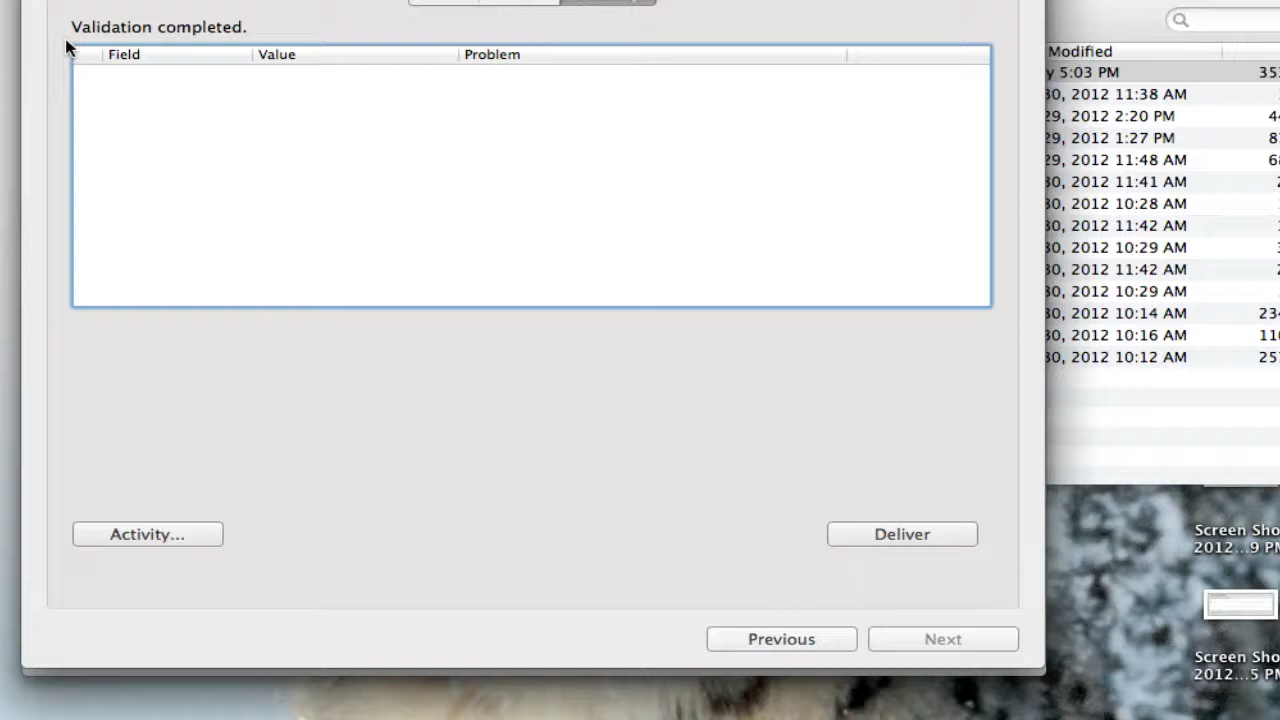 Validation completed.
Field Value Problem
Modified
5:03 PM
30, 2012 11:38 AM
29, 2012 2:20 PM
29, 2012 1:27 PM
29, 2012 11:48 AM
30, 2012 11:41 AM
30, 2012 10:28 AM
30, 2012 11:42 AM
30, 2012 10:29 AM
30, 2012 11:42 AM
30, 2012 10:29 AM
30, 2012 10:14 AM
30, 2012 10:16 AM
30, 2012 10:12 AM
Activity...
Deliver
Previous
Next
Screen Sho
2012...9 PM
Screen Sho
2012...5 PM